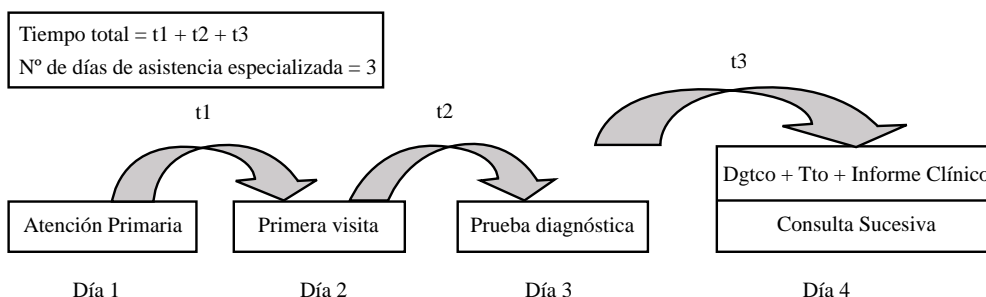 Tiempo total = t1 + t2 + t3
Nº de días de asistencia especializada = 3
t1
t2
t3
Dgtco + Tto + Informe Clínico
Atención Primaria
Primera visita
Prueba diagnóstica
Consulta Sucesiva
Día 1
Día 2
Día 3
Día 4